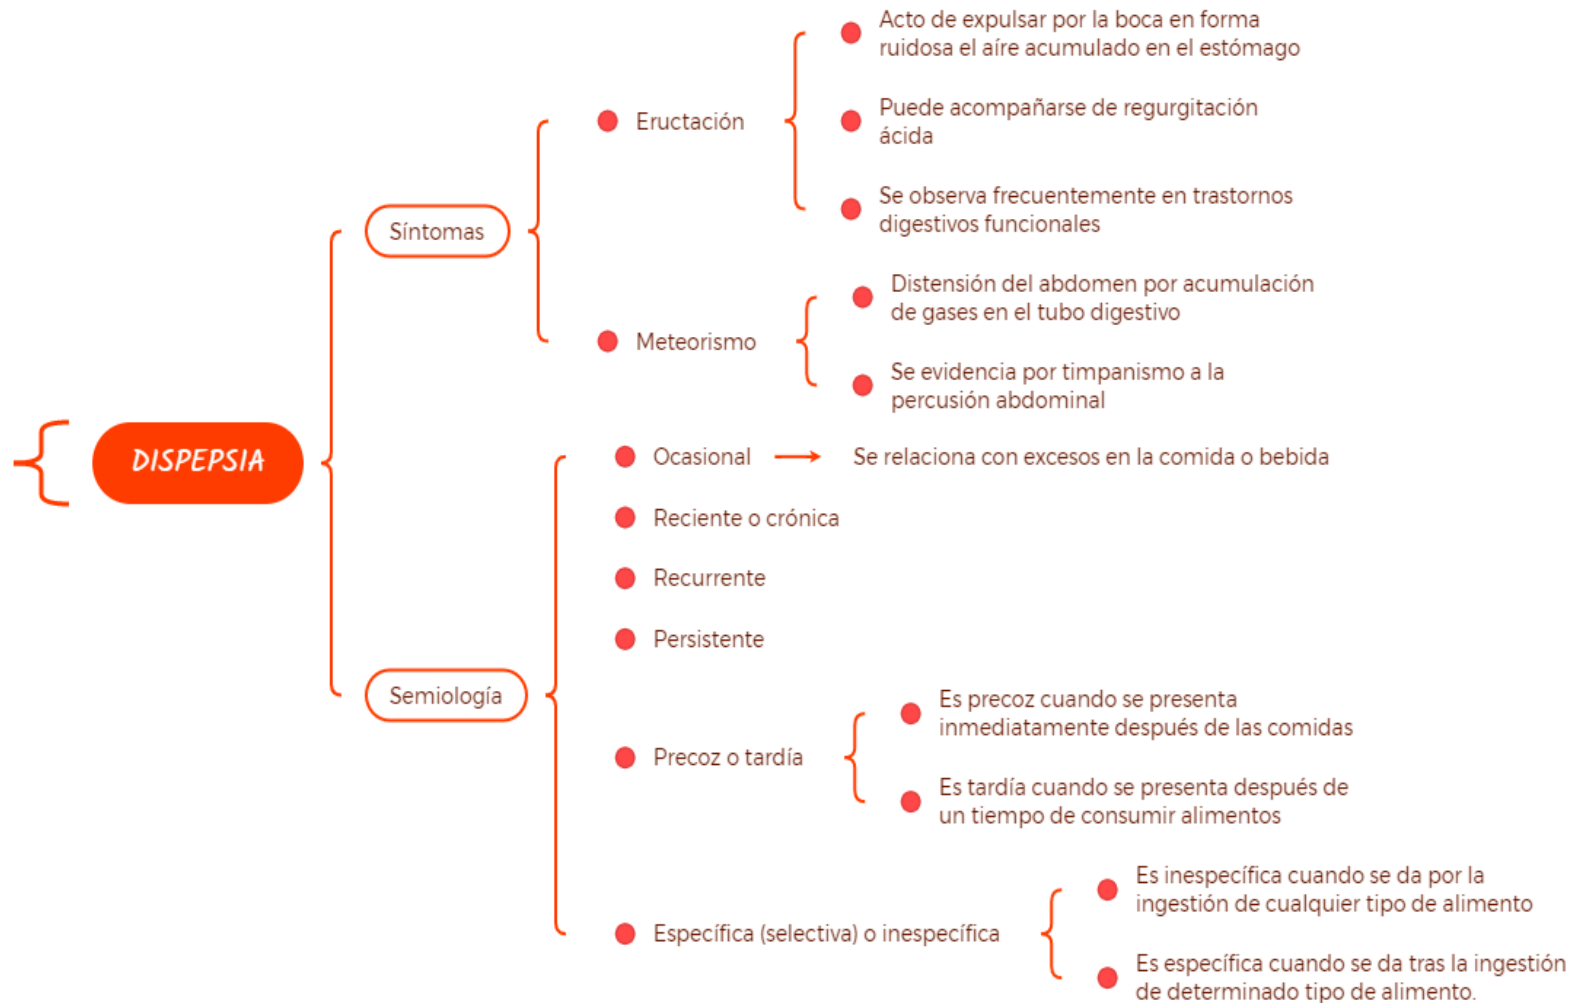 DISPEPSIA
Síntomas
Eructación
Acto de expulsar por la boca en forma
ruidosa el aíre acumulado en el estómago
Puede acompañarse de regurgitación
ácida
Se observa frecuentemente en trastornos
digestivos funcionales
Meteorismo
Distensión del abdomen por acumulación
de gases en el tubo digestivo
Se evidencia por timpanismo a la
percusión abdominal
Semiología
Ocasional
Se relaciona con excesos en la comida o bebida
Reciente o crónica
Recurrente
Persistente
Precoz o tardía
Es precoz cuando se presenta
inmediatamente después de las comidas
Es tardía cuando se presenta después de
un tiempo de consumir alimentos
Específica (selectiva) o inespecífica
Es inespecífica cuando se da por la
ingestión de cualquier tipo de alimento
Es específica cuando se da tras la ingestión
de determinado tipo de alimento.